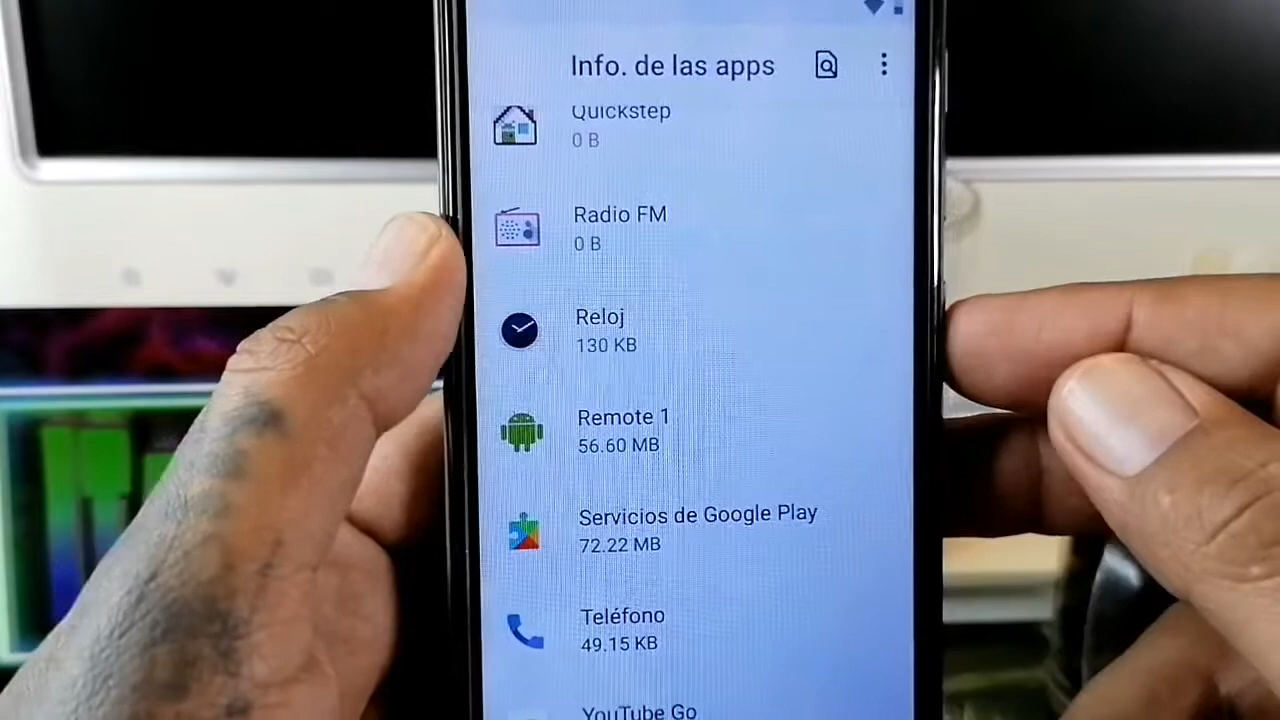 Info. de las apps
Quickstep
0 B
Radio FM
0 B
Reloj
130 KB
Remote 1
56.60 MB
Servicios de Google Play
72.22 MB
Teléfono
49.15 KB
YouTube Go